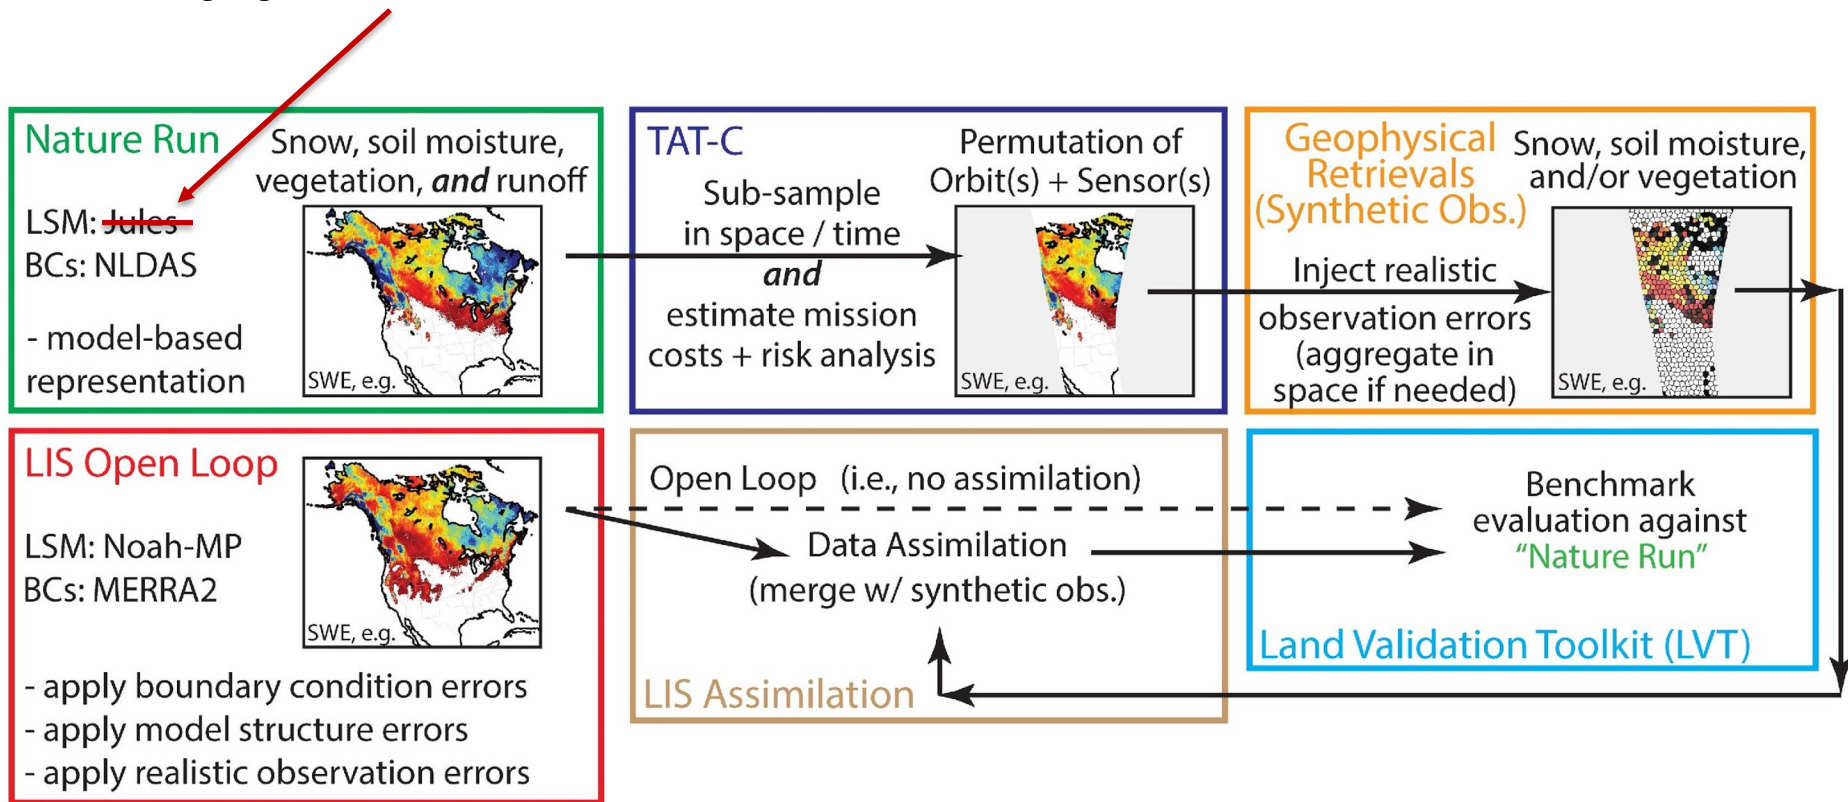 Nature Run
Snow, soil moisture,
vegetation, and runoff
LSM: Jules
BCs: NLDAS
- model-based
representation
SWE, e.g.
TAT-C
Sub-sample
in space / time
and
estimate mission
costs + risk analysis
Permutation of
Orbit(s) + Sensor(s)
SWE, e.g.
Geophysical
Retrievals
(Synthetic Obs.)
Snow, soil moisture,
and/or vegetation
Inject realistic
observation errors
(aggregate in
space if needed)
SWE, e.g.
LIS Open Loop
LSM: Noah-MP
BCs: MERRA2
SWE, e.g.
- apply boundary condition errors
- apply model structure errors
- apply realistic observation errors
Open Loop (i.e., no assimilation)
Data Assimilation
(merge w/ synthetic obs.)
LIS Assimilation
Benchmark
evaluation against
“Nature Run”
Land Validation Toolkit (LVT)